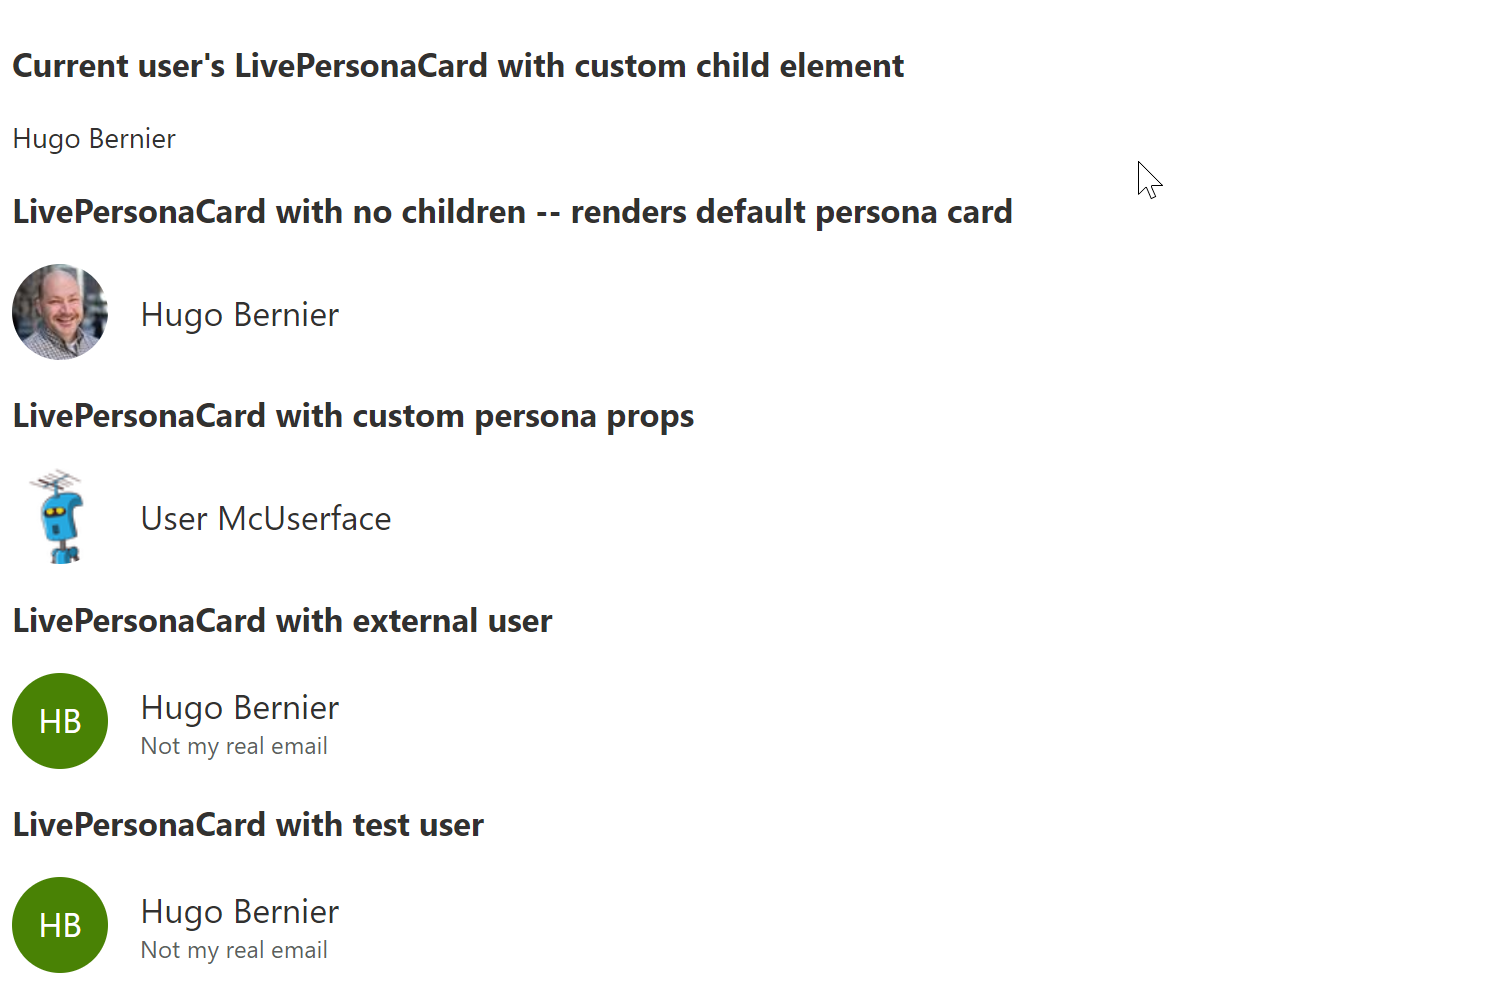 Current user's LivePersonaCard with custom child element
Hugo Bernier
LivePersonaCard with no children -- renders default persona card
Hugo Bernier
LivePersonaCard with custom persona props
User McUserface
LivePersonaCard with external user
HB
Hugo Bernier
Not my real email
LivePersonaCard with test user
HB
Hugo Bernier
Not my real email